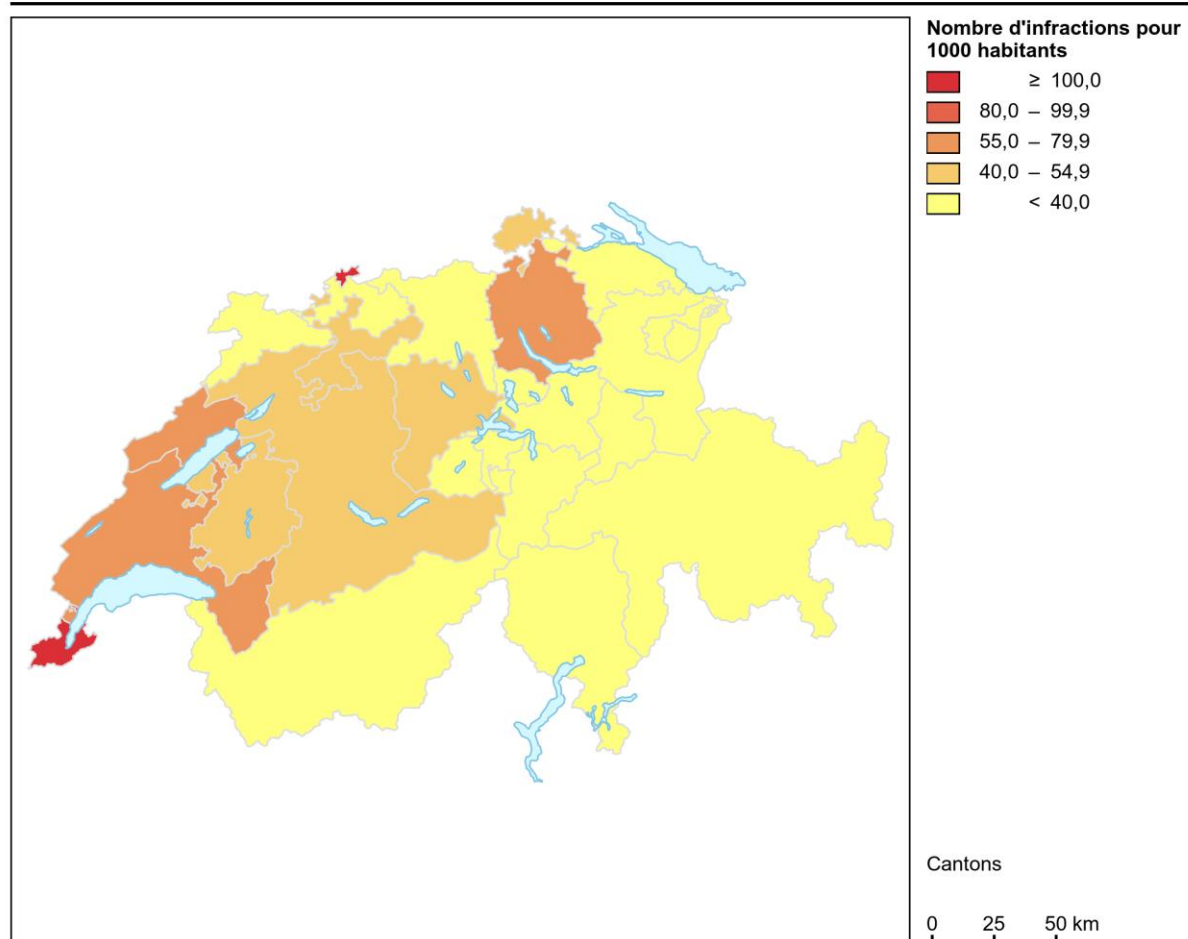 Nombre d'infractions pour
1000 habitants
≥ 100,0
80,0 – 99,9
55,0 – 79,9
40,0 – 54,9
< 40,0
Cantons
0 25 50 km